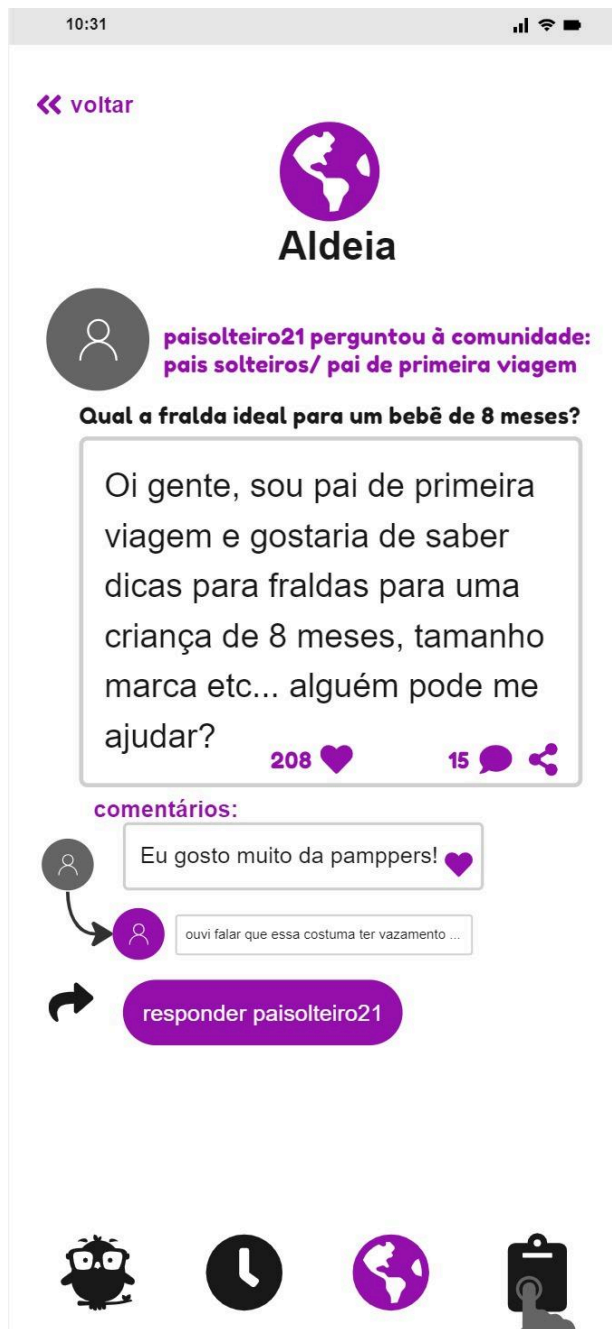 10:31
voltar
Aldeia
paisolteiro21 perguntou à comunidade:
pais solteiros/ pai de primeira viagem
Qual a fralda ideal para um bebê de 8 meses?
Oi gente, sou pai de primeira
viagem e gostaria de saber
dicas para fraldas para uma
criança de 8 meses, tamanho
marca etc... alguém pode me
ajudar?
208
15
comentários:
Eu gosto muito da pamppers!
ouvi falar que essa costuma ter vazamento ...
responder paisolteiro21